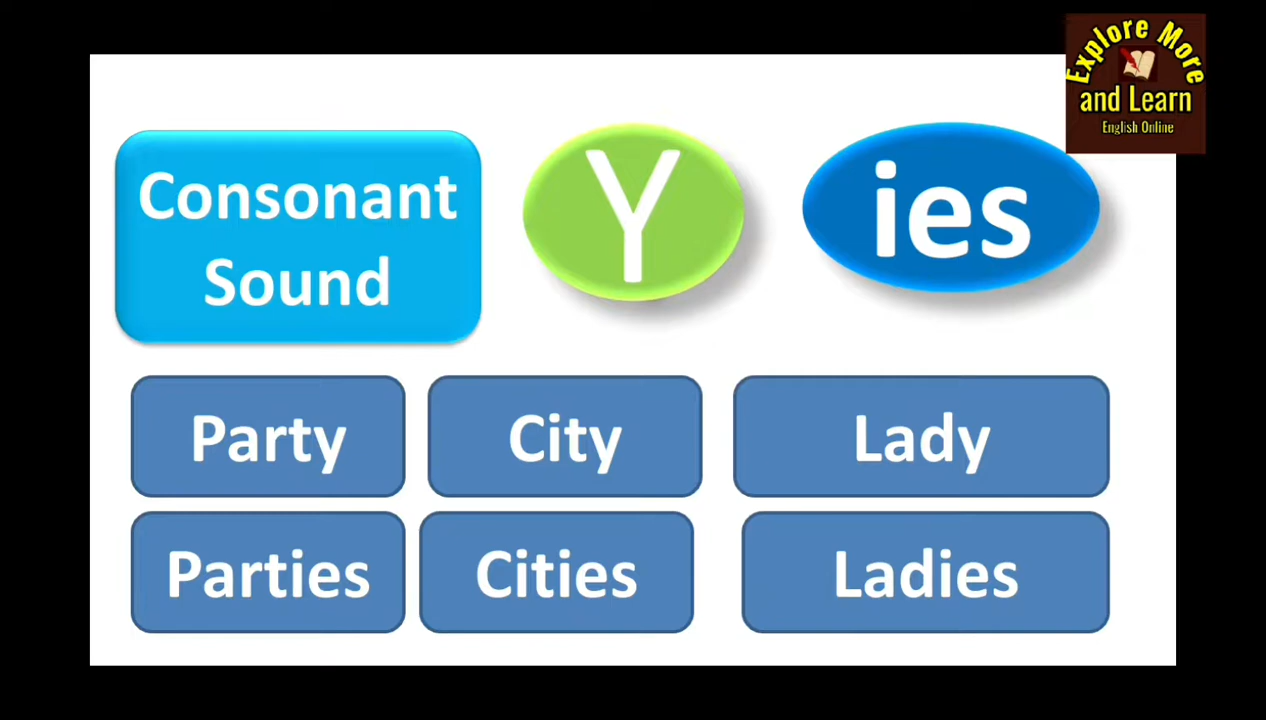 Explore More
and Learn
English Online
Consonant
Sound
Y
ies
Party
City
Lady
Parties
Cities
Ladies